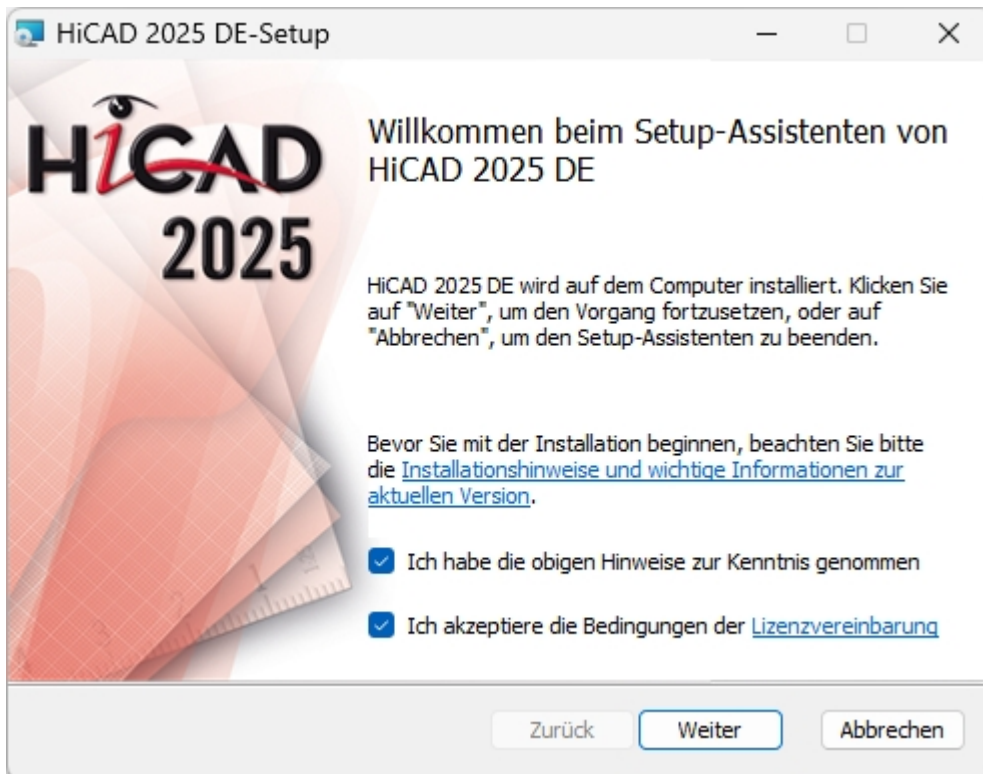 HiCAD 2025 DE-Setup
HiCAD
2025
Willkommen beim Setup-Assistenten von
HiCAD 2025 DE
HiCAD 2025 DE wird auf dem Computer installiert. Klicken Sie
auf "Weiter", um den Vorgang fortzusetzen, oder auf
"Abbrechen", um den Setup-Assistenten zu beenden.
Bevor Sie mit der Installation beginnen, beachten Sie bitte
die Installationshinweise und wichtige Informationen zur
aktuellen Version.
Ich habe die obigen Hinweise zur Kenntnis genommen
Ich akzeptiere die Bedingungen der Lizenzvereinbarung
Zurück Weiter Abbrechen